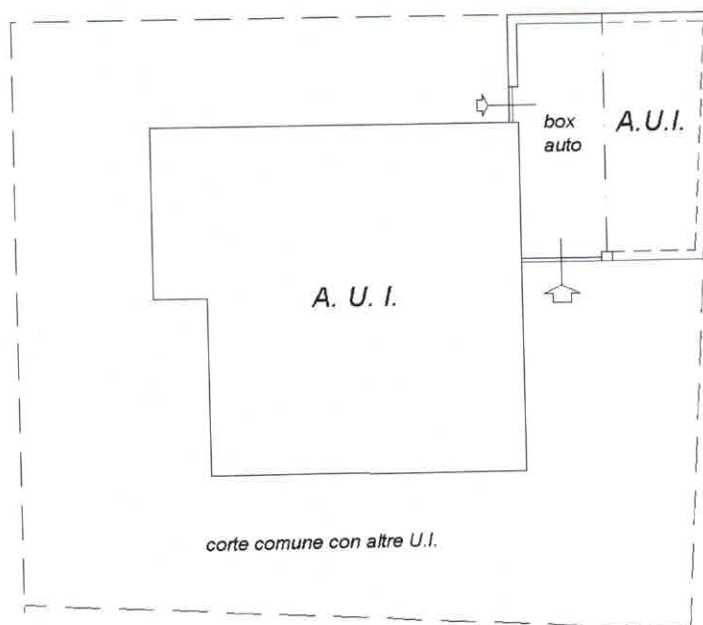 box
auto
A.U.I.
A. U. I.
corte comune con altre U.I.